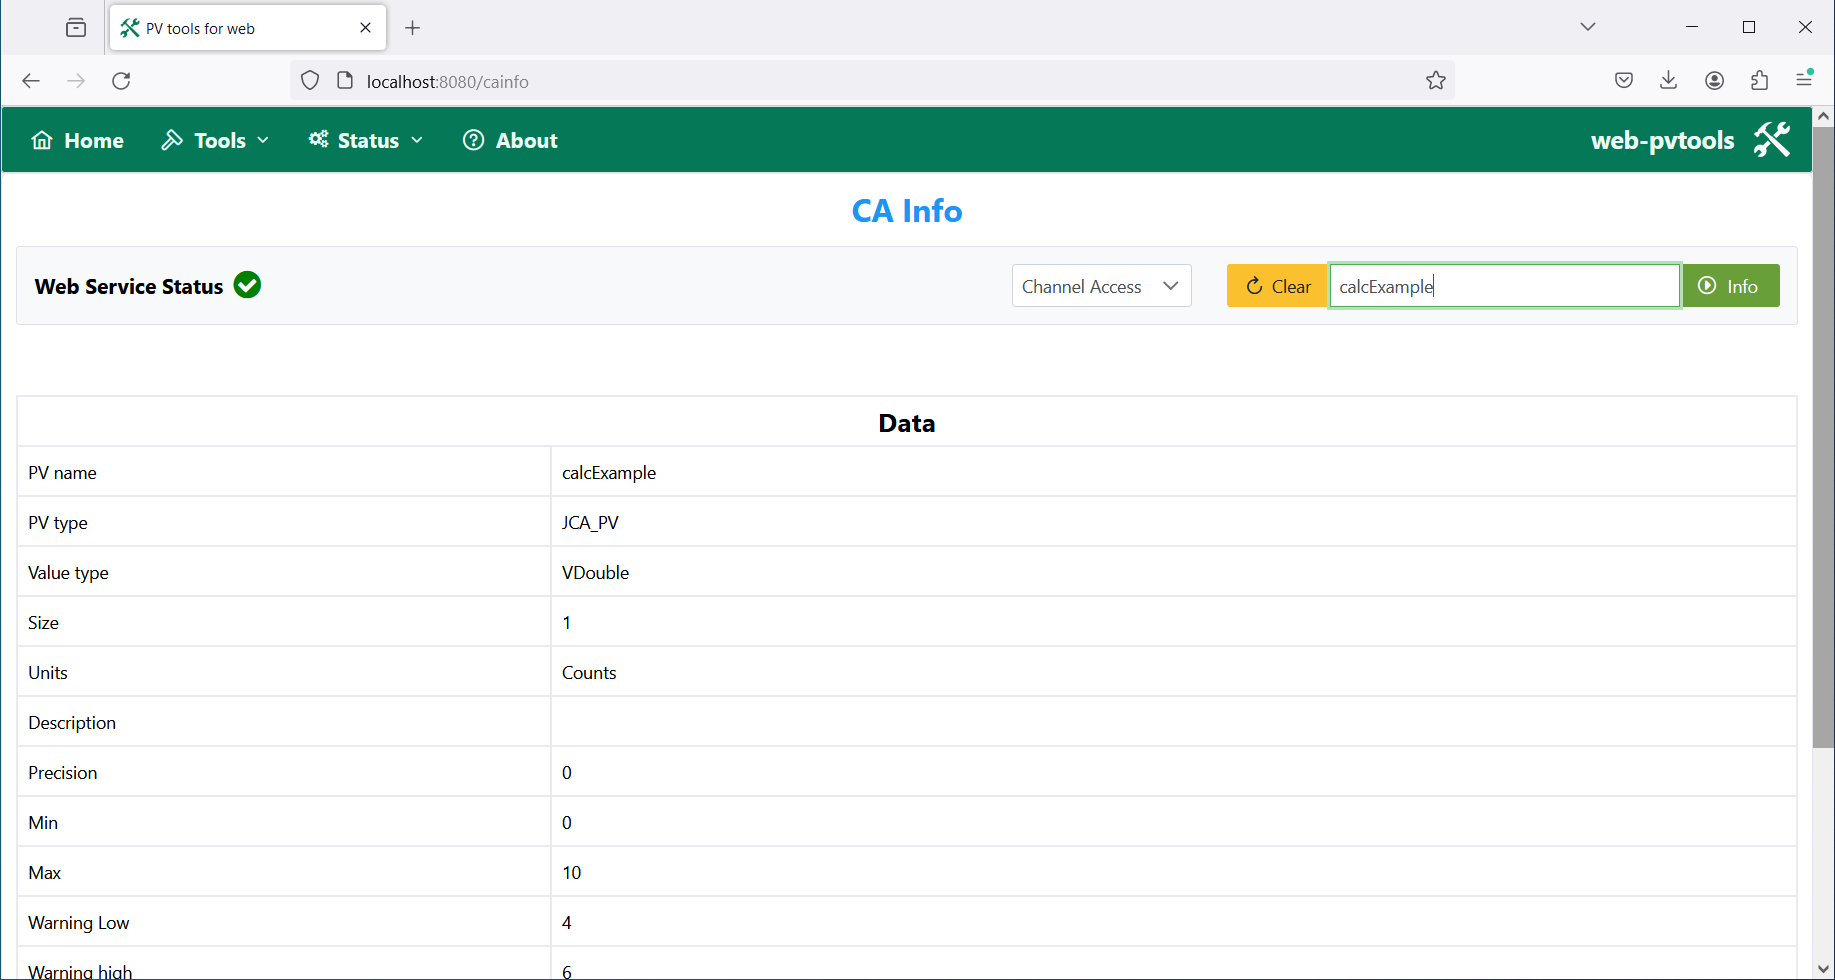 PV tools for web
localhost:8080/cainfo
Home Tools Status About web-pvtools
CA Info
Web Service Status Channel Access Clear calcExample Info
Data
PV name calcExample
PV type JCA_PV
Value type VDouble
Size 1
Units Counts
Description
Precision 0
Min 0
Max 10
Warning Low 4
Warning high 6